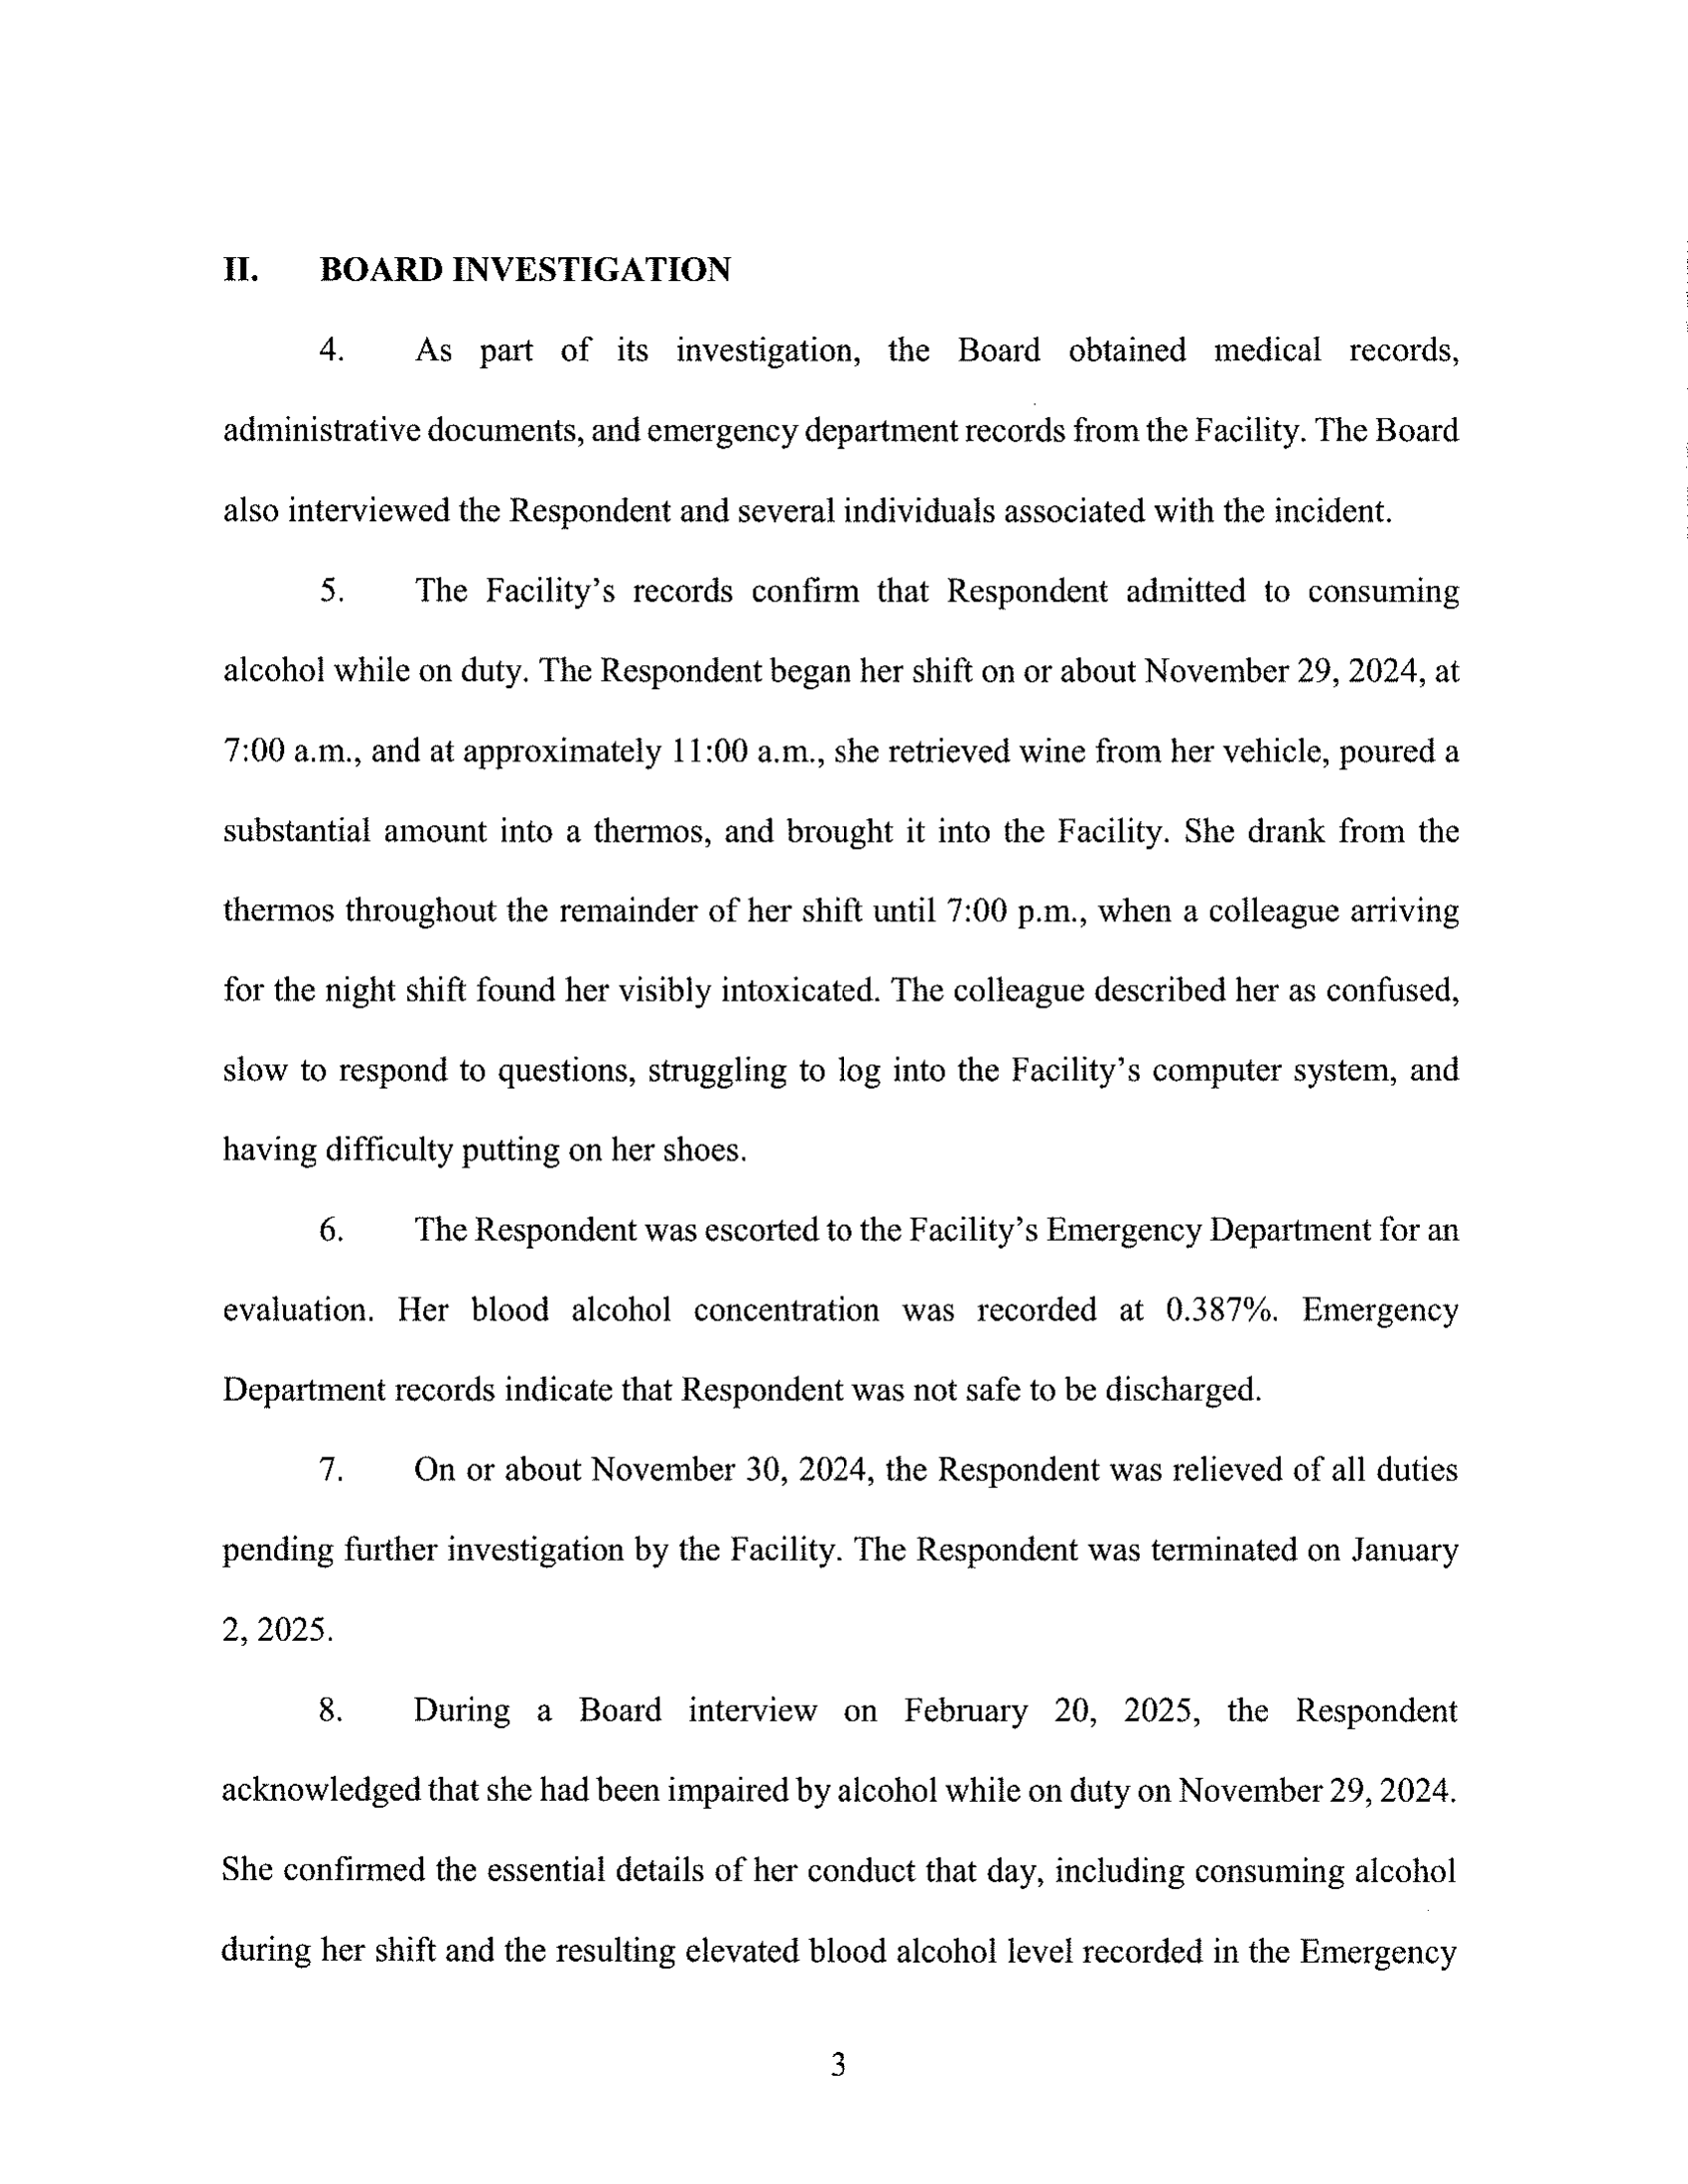 II. BOARD INVESTIGATION
4. As part of its investigation, the Board obtained medical records,
administrative documents, and emergency department records from the Facility. The Board
also interviewed the Respondent and several individuals associated with the incident.
5. The Facility’s records confirm that Respondent admitted to consuming
alcohol while on duty. The Respondent began her shift on or about November 29, 2024, at
7:00 a.m., and at approximately 11:00 a.m., she retrieved wine from her vehicle, poured a
substantial amount into a thermos, and brought it into the Facility. She drank from the
thermos throughout the remainder of her shift until 7:00 p.m., when a colleague arriving
for the night shift found her visibly intoxicated. The colleague described her as confused,
slow to respond to questions, struggling to log into the Facility’s computer system, and
having difficulty putting on her shoes.
6. The Respondent was escorted to the Facility’s Emergency Department for an
evaluation. Her blood alcohol concentration was recorded at 0.387%. Emergency
Department records indicate that Respondent was not safe to be discharged.
7. On or about November 30, 2024, the Respondent was relieved of all duties
pending further investigation by the Facility. The Respondent was terminated on January
2, 2025.
8. During a Board interview on February 20, 2025, the Respondent
acknowledged that she had been impaired by alcohol while on duty on November 29, 2024.
She confirmed the essential details of her conduct that day, including consuming alcohol
during her shift and the resulting elevated blood alcohol level recorded in the Emergency
3